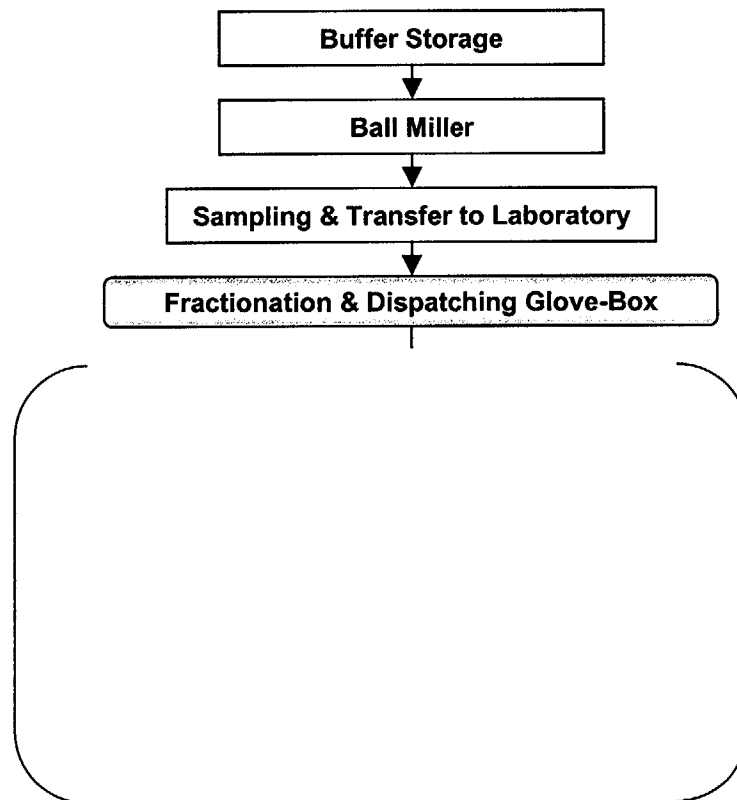 Buffer Storage
Ball Miller
Sampling & Transfer to Laboratory
Fractionation & Dispatching Glove-Box